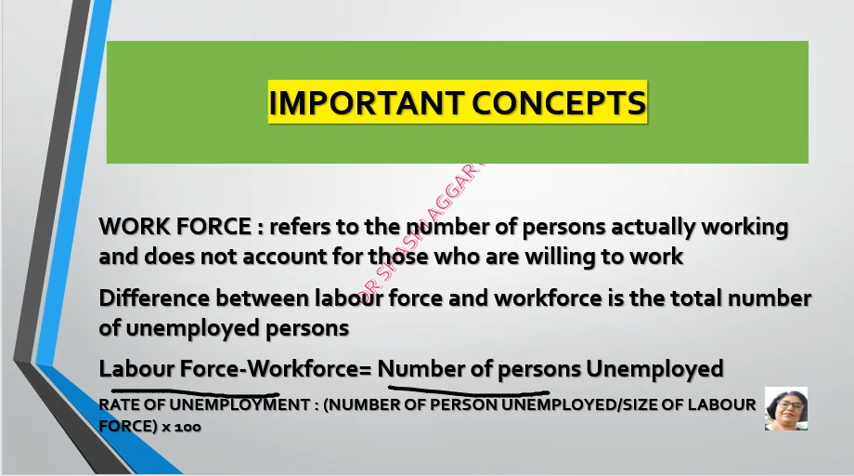 IMPORTANT CONCEPTS
WORK FORCE : refers to the number of persons actually working
and does not account for those who are willing to work
Difference between labour force and workforce is the total number
of unemployed persons
Labour Force-Workforce= Number of persons Unemployed
RATE OF UNEMPLOYMENT : (NUMBER OF PERSON UNEMPLOYED/SIZE OF LABOUR
FORCE) x 100
DR